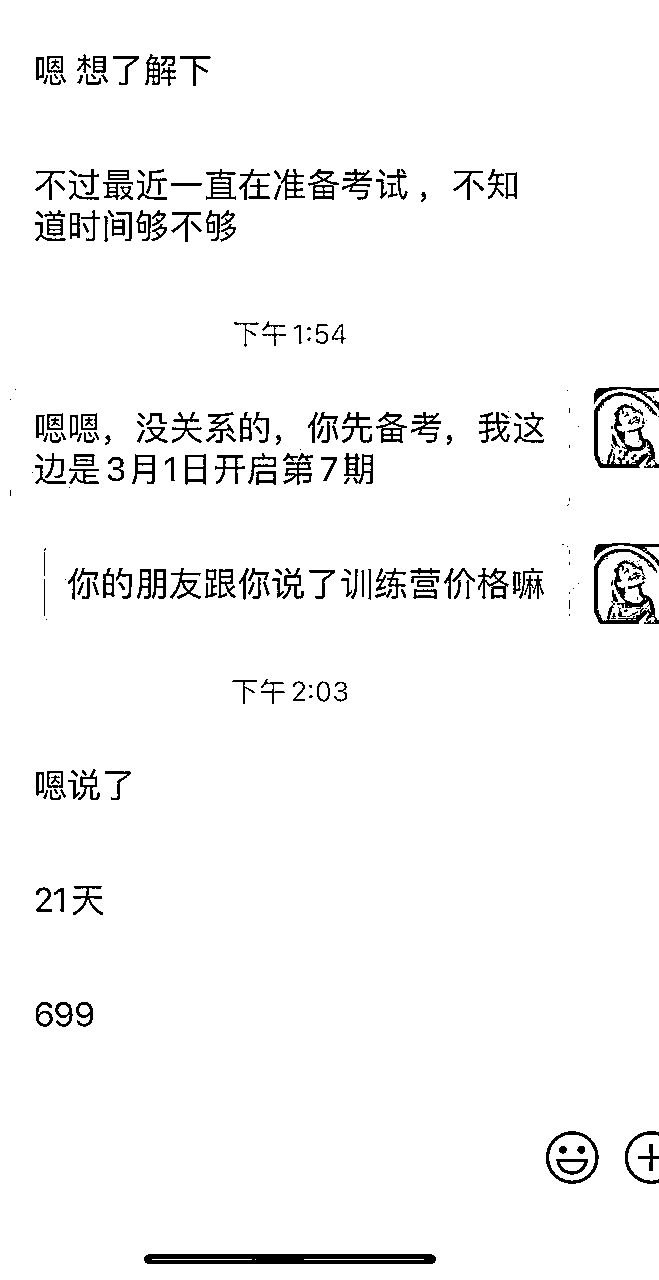 嗯 想了解下
不过最近一直在准备考试 ，不知
道时间够不够
下午1:54
嗯嗯，没关系的，你先备考，我这
边是3月1日开启第7期
你的朋友跟你说了训练营价格嘛
下午2:03
嗯说了
21天
699